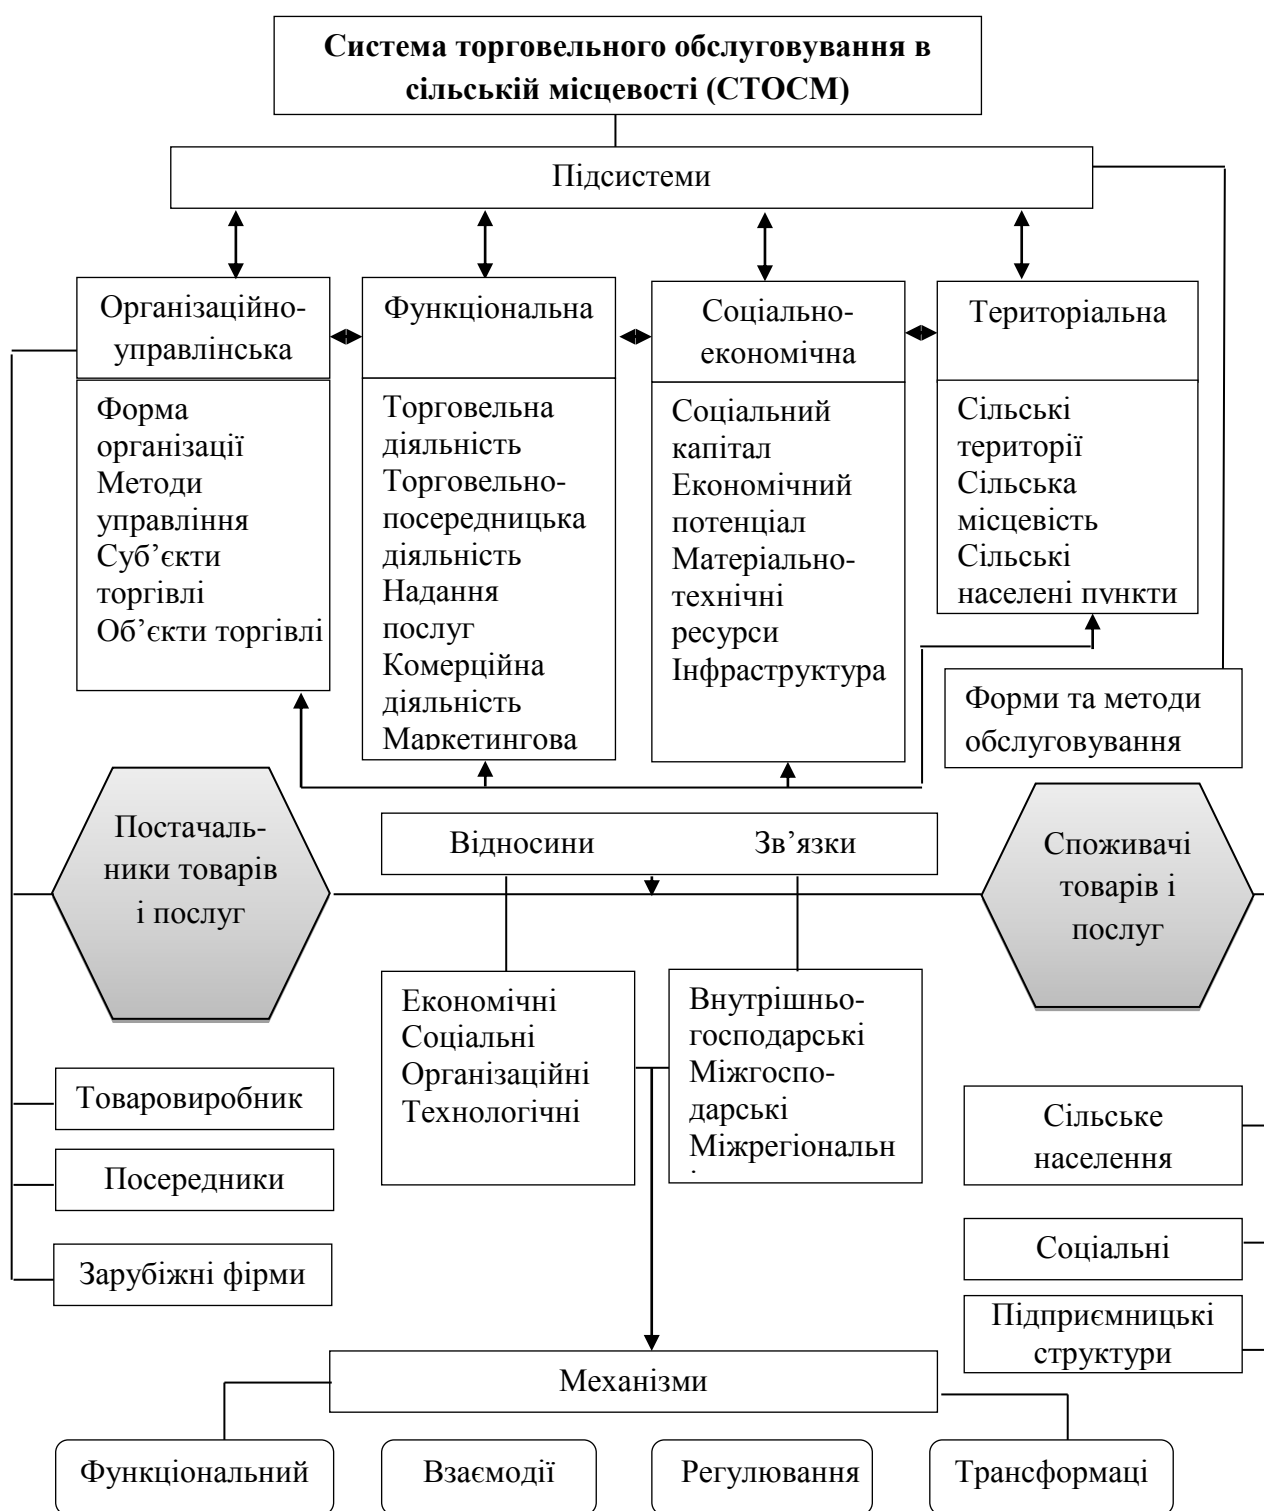 Система торговельного обслуговування в
сільській місцевості (СТОСМ)
Підсистеми
Організаційно-
управлінська
Форма
організації
Методи
управління
Суб’єкти
торгівлі
Об’єкти торгівлі
Функціональна
Торговельна
діяльність
Торговельно-
посередницька
діяльність
Надання
послуг
Комерційна
діяльність
Маркетингова
Соціально-
економічна
Соціальний
капітал
Економічний
потенціал
Матеріально-
технічні
ресурси
Інфраструктура
Територіальна
Сільські
території
Сільська
місцевість
Сільські
населені пункти
Форми та методи
обслуговування
Постачаль-
ники товарів
і послуг
Відносини Зв’язки
Споживачі
товарів і
послуг
Економічні
Соціальні
Організаційні
Технологічні
Внутрішньо-
господарські
Міжгоспо-
дарські
Міжрегіональн
Товаровиробник
Посередники
Зарубіжні фірми
Сільське
населення
Соціальні
Підприємницькі
структури
Механізми
Функціональний
Взаємодії
Регулювання
Трансформаці